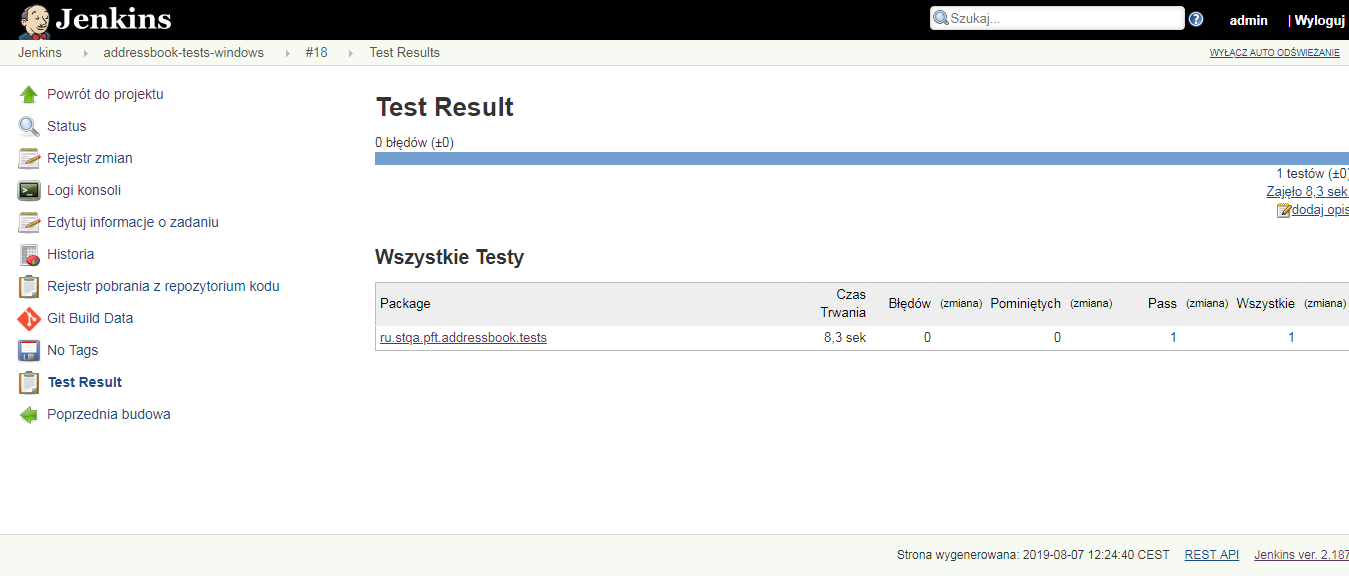 Jenkins
Szukaj...
admin
| Wyloguj
Jenkins
addressbook-tests-windows
#18
Test Results
WYŁĄCZ AUTO ODŚWIEŻANIE
Powrót do projektu
Status
Rejestr zmian
Logi konsoli
Edytuj informacje o zadaniu
Historia
Rejestr pobrania z repozytorium kodu
Git Build Data
No Tags
Test Result
Poprzednia budowa
Test Result
0 błędów (±0)
1 testów (±0)
Zajęło 8,3 sek
dodaj opis
Wszystkie Testy
Package Czas Trwania Błędów (zmiana) Pominiętych (zmiana) Pass (zmiana) Wszystkie (zmiana)
ru.stqa.pft.addressbook.tests 8,3 sek 0 0 1 1
Strona wygenerowana: 2019-08-07 12:24:40 CEST REST API Jenkins ver. 2.187